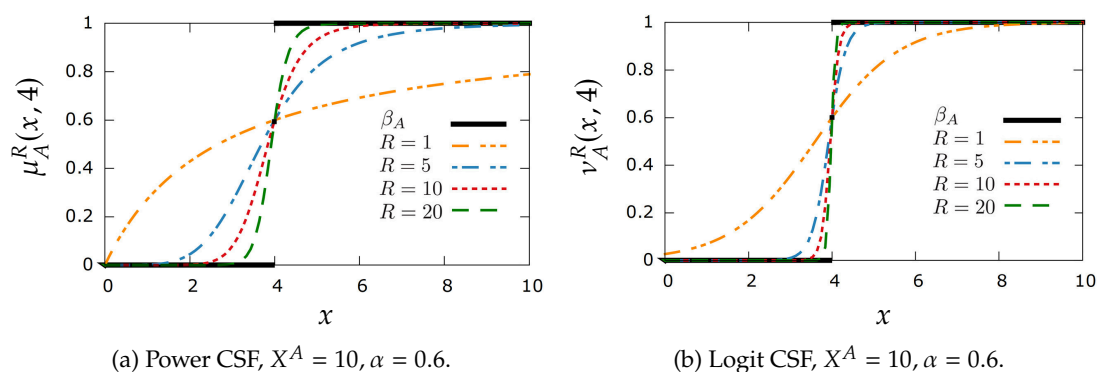 1
0.8
0.6
0.4
0.2
0
μ_A^R(x, 4)
β_A
R = 1
R = 5
R = 10
R = 20
0 2 4 6 8 10
x
(a) Power CSF, X^A = 10, α = 0.6.
1
0.8
0.6
0.4
0.2
0
ν_A^R(x, 4)
β_A
R = 1
R = 5
R = 10
R = 20
0 2 4 6 8 10
x
(b) Logit CSF, X^A = 10, α = 0.6.